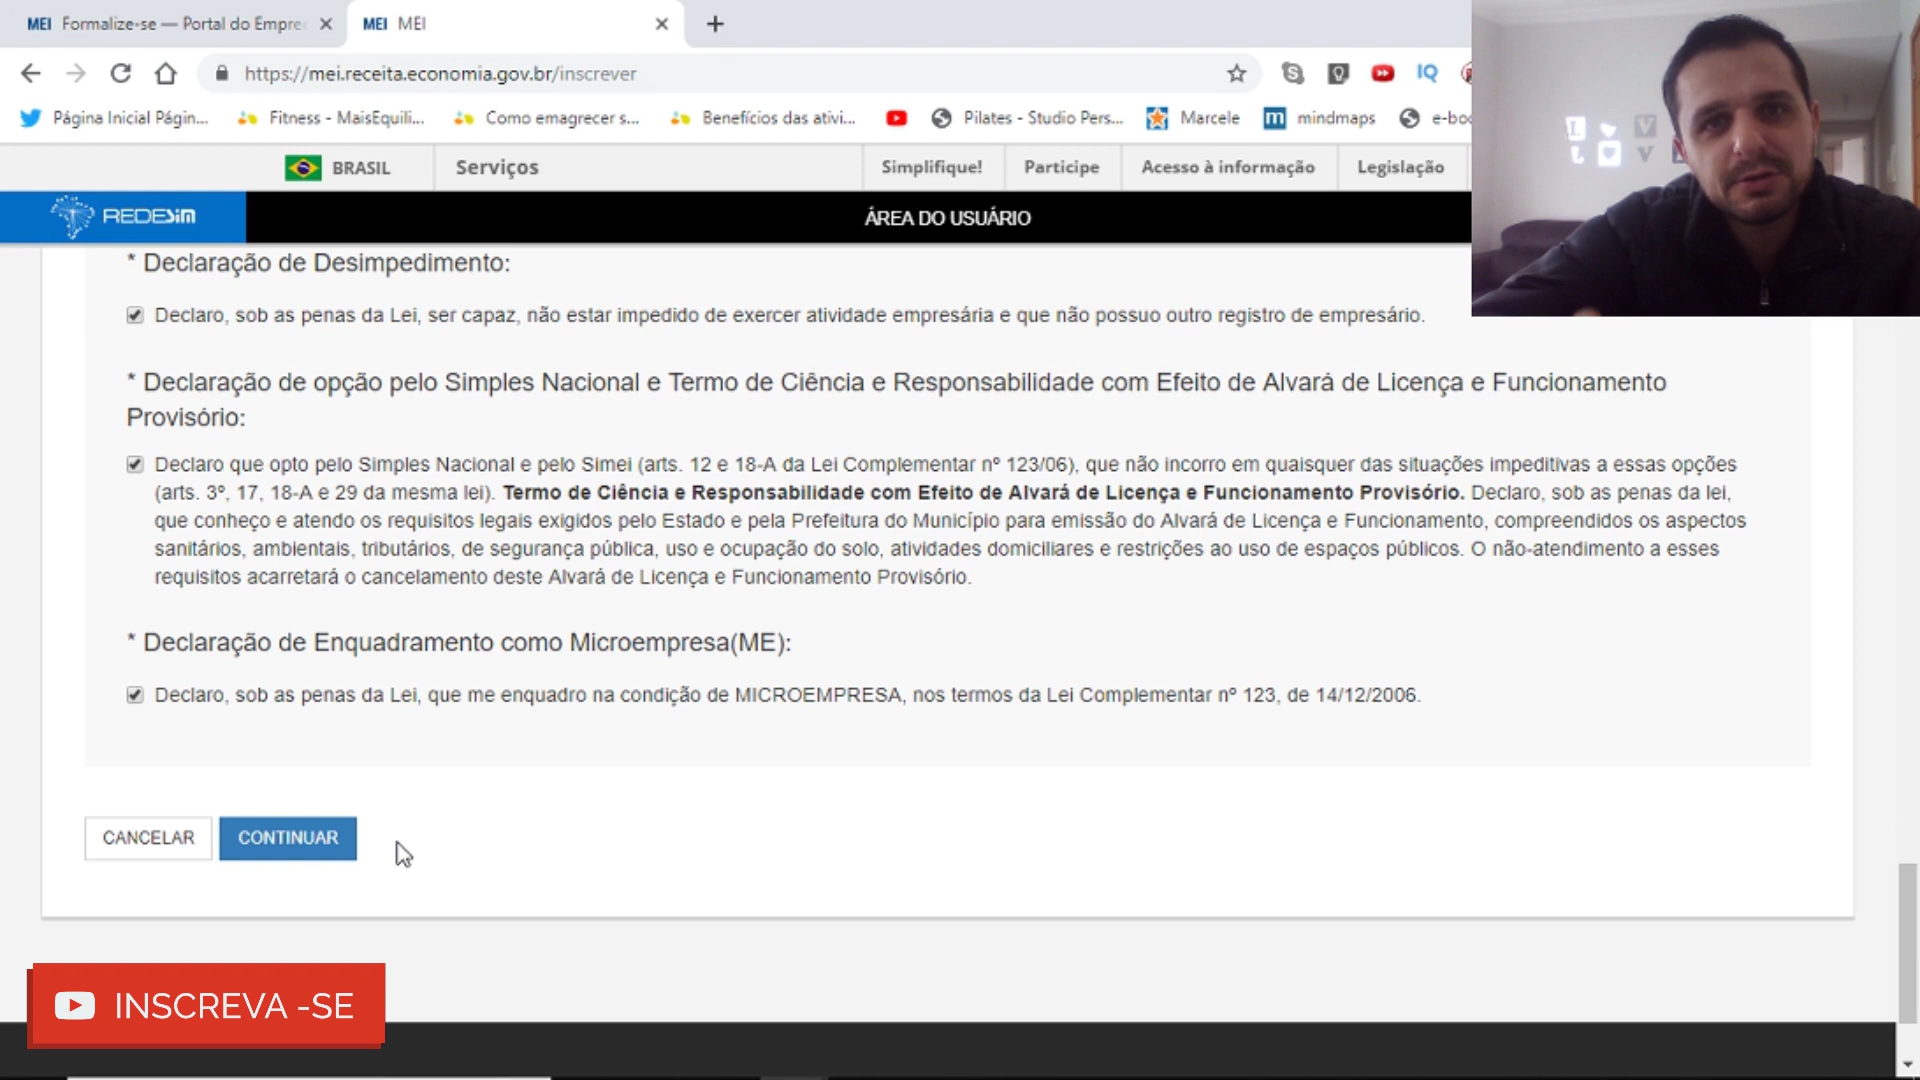 MEI Formalize-se — Portal do Empre
MEI MEI
https://mei.receita.economia.gov.br/inscrever
IQ
Página Inicial Págin...
Fitness - MaisEquili...
Como emagrecer s...
Benefícios das ativi...
Pilates - Studio Pers...
Marcele
m mindmaps
e-boo
BRASIL
Serviços
Simplifique!
Participe
Acesso à informação
Legislação
REDESIM
ÁREA DO USUÁRIO
* Declaração de Desimpedimento:
Declaro, sob as penas da Lei, ser capaz, não estar impedido de exercer atividade empresária e que não possuo outro registro de empresário.
* Declaração de opção pelo Simples Nacional e Termo de Ciência e Responsabilidade com Efeito de Alvará de Licença e Funcionamento
Provisório:
Declaro que opto pelo Simples Nacional e pelo Simei (arts. 12 e 18-A da Lei Complementar nº 123/06), que não incorro em quaisquer das situações impeditivas a essas opções
(arts. 3º, 17, 18-A e 29 da mesma lei). Termo de Ciência e Responsabilidade com Efeito de Alvará de Licença e Funcionamento Provisório. Declaro, sob as penas da lei,
que conheço e atendo os requisitos legais exigidos pelo Estado e pela Prefeitura do Município para emissão do Alvará de Licença e Funcionamento, compreendidos os aspectos
sanitários, ambientais, tributários, de segurança pública, uso e ocupação do solo, atividades domiciliares e restrições ao uso de espaços públicos. O não-atendimento a esses
requisitos acarretará o cancelamento deste Alvará de Licença e Funcionamento Provisório.
* Declaração de Enquadramento como Microempresa(ME):
Declaro, sob as penas da Lei, que me enquadro na condição de MICROEMPRESA, nos termos da Lei Complementar nº 123, de 14/12/2006.
CANCELAR
CONTINUAR
INSCREVA -SE